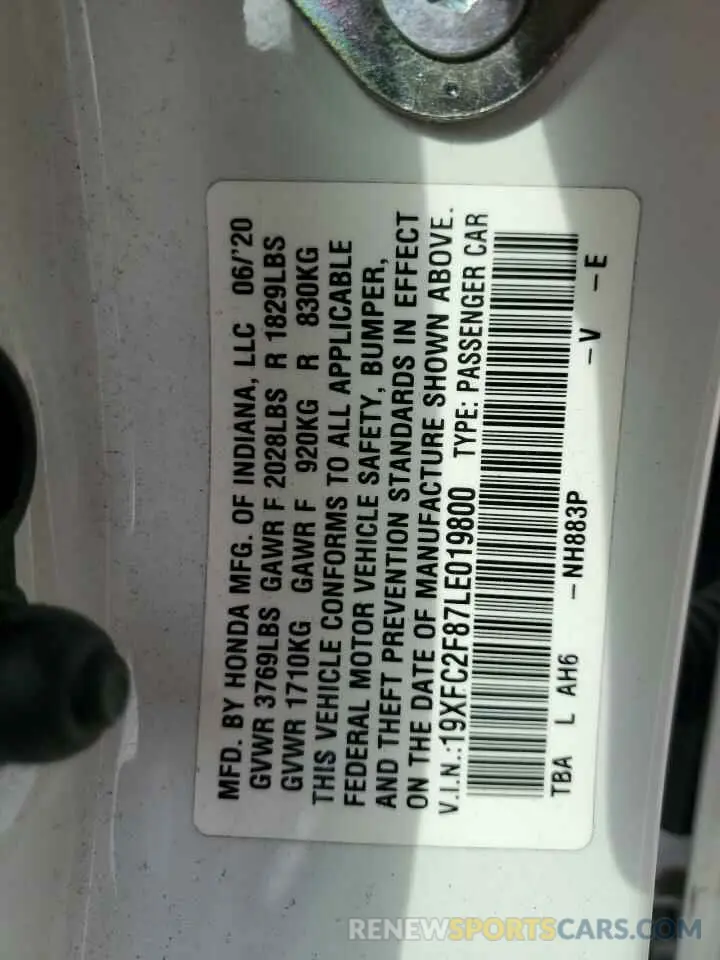 MFD. BY HONDA MFG. OF INDIANA, LLC 06/'20
GVWR 3769LBS GAWR F 2028LBS R 1829LBS
GVWR 1710KG GAWR F 920KG R 830KG
THIS VEHICLE CONFORMS TO ALL APPLICABLE
FEDERAL MOTOR VEHICLE SAFETY, BUMPER,
AND THEFT PREVENTION STANDARDS IN EFFECT
ON THE DATE OF MANUFACTURE SHOWN ABOVE.
V.I.N.:19XFC2F87LE019800 TYPE: PASSENGER CAR
TBA L AH6 -NH883P -V -E
RENEWSPORTSCARS.COM